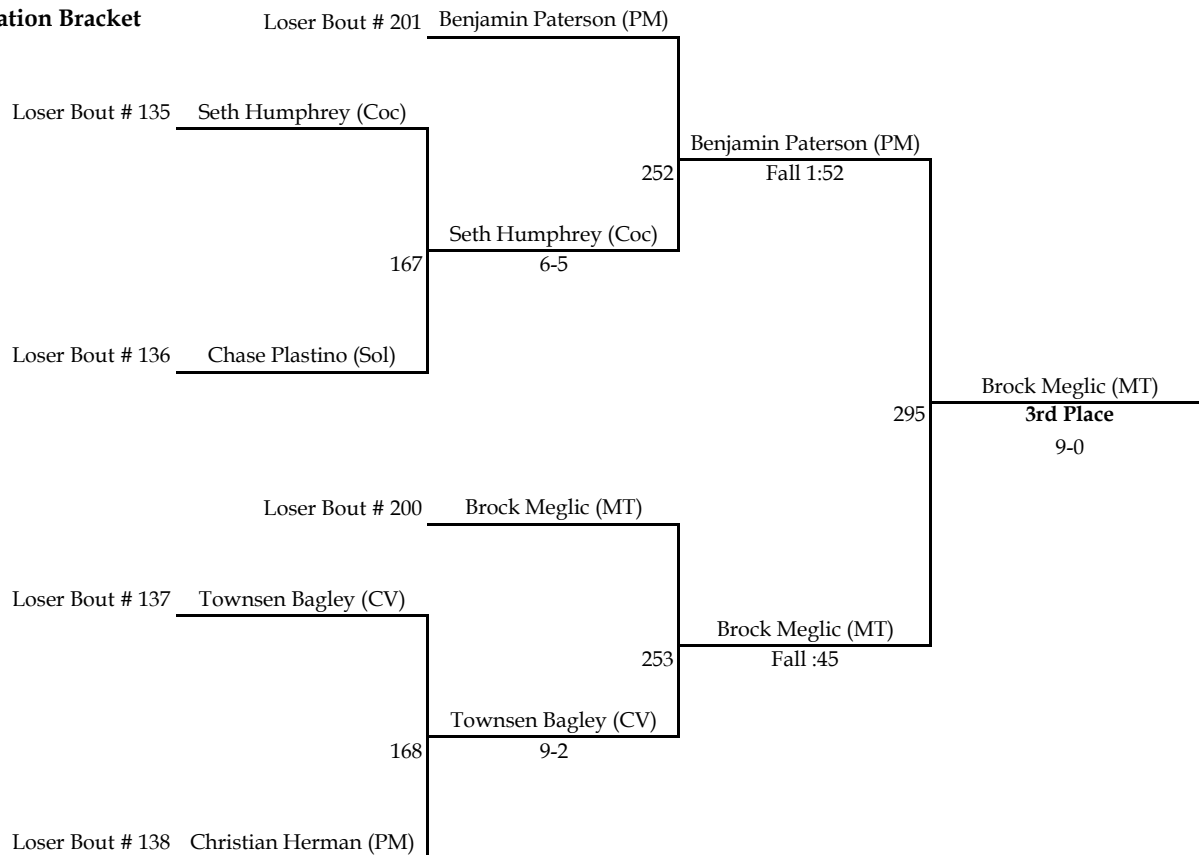 ation Bracket
Loser Bout # 201 Benjamin Paterson (PM)
Loser Bout # 135 Seth Humphrey (Coc)
Benjamin Paterson (PM)
252 Fall 1:52
Seth Humphrey (Coc)
167 6-5
Loser Bout # 136 Chase Plastino (Sol)
Brock Meglic (MT)
295 3rd Place
9-0
Loser Bout # 200 Brock Meglic (MT)
Loser Bout # 137 Townsen Bagley (CV)
Brock Meglic (MT)
253 Fall :45
Townsen Bagley (CV)
168 9-2
Loser Bout # 138 Christian Herman (PM)